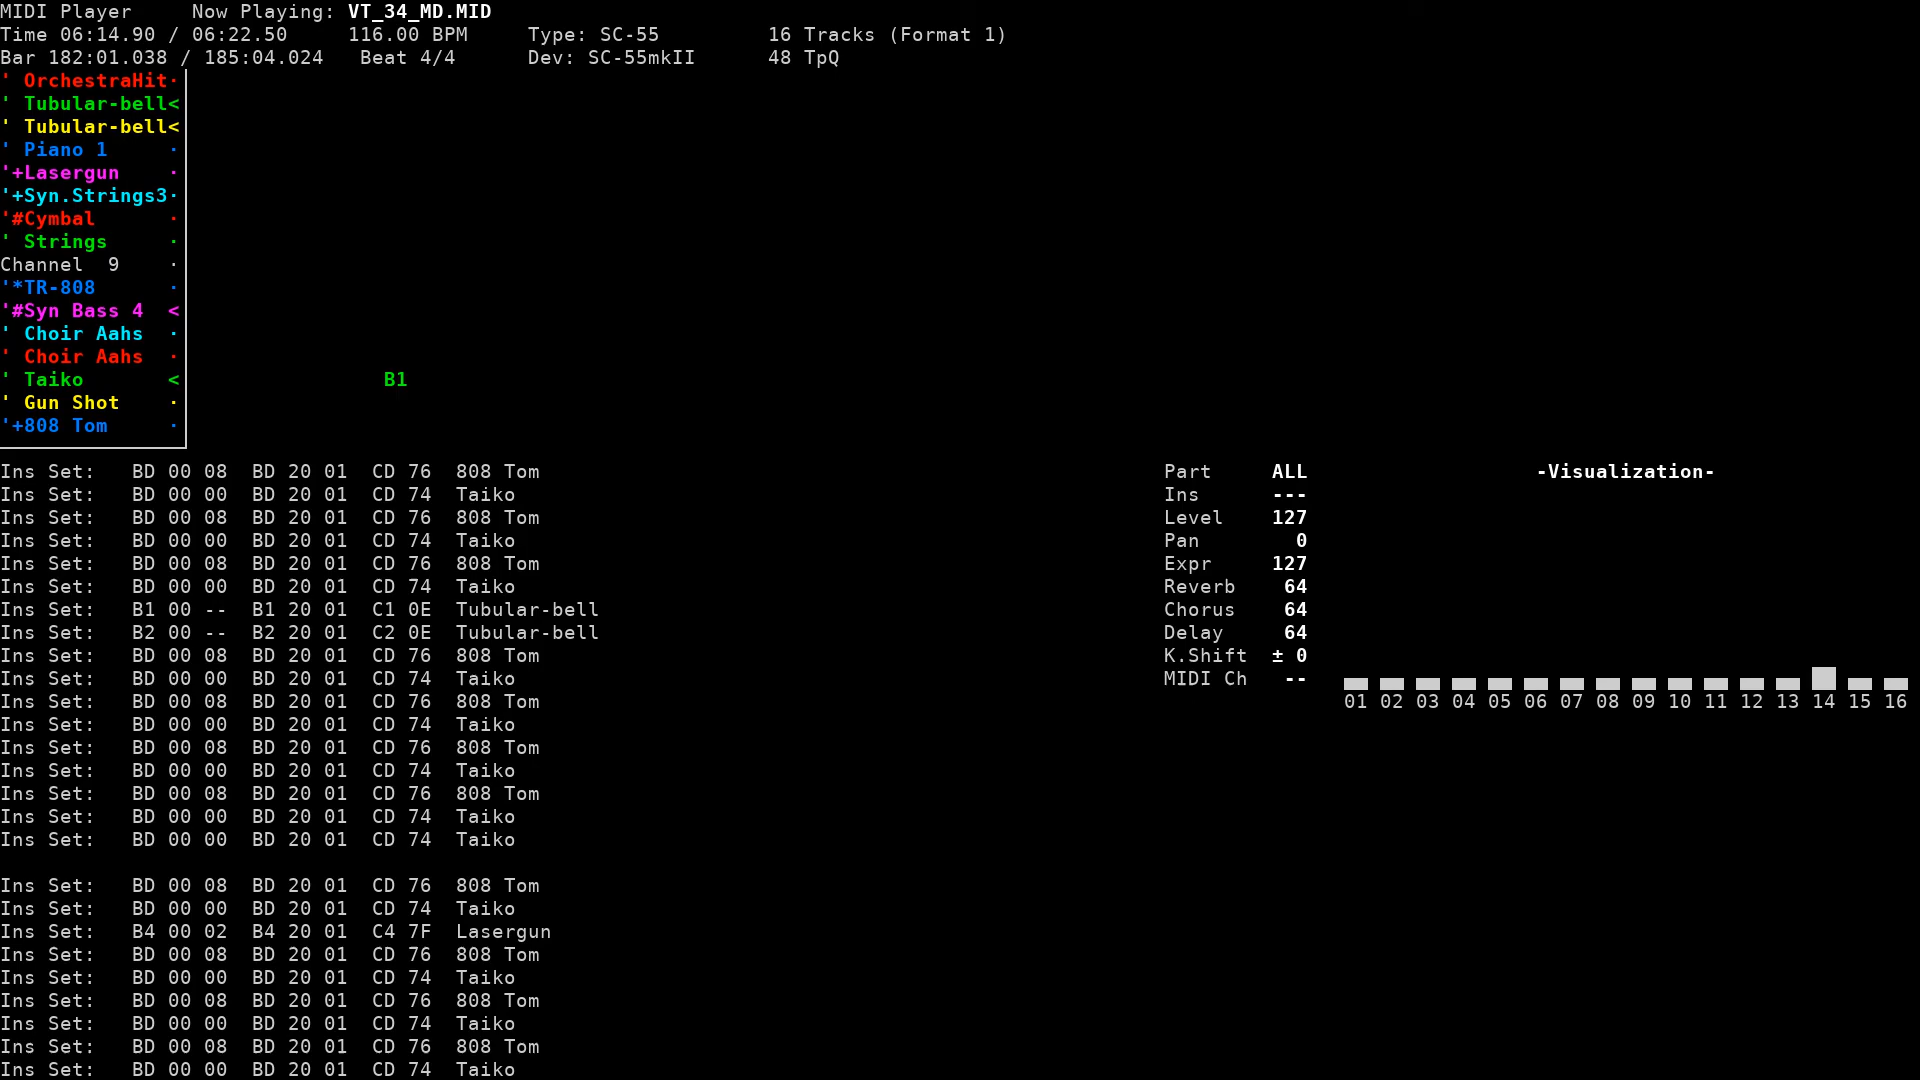 MIDI Player     Now Playing: VT_34_MD.MID
Time 06:14.90 / 06:22.50     116.00 BPM     Type: SC-55         16 Tracks (Format 1)
Bar 182:01.038 / 185:04.024   Beat 4/4      Dev: SC-55mkII      48 TpQ
' OrchestraHit·
' Tubular-bell<
' Tubular-bell<
' Piano 1     ·
'+Lasergun    ·
'+Syn.Strings3·
'#Cymbal      ·
' Strings     ·
Channel  9    ·
'*TR-808      ·
'#Syn Bass 4  <
' Choir Aahs  ·
' Choir Aahs  ·
' Taiko       <                 B1
' Gun Shot    ·
'+808 Tom     ·
Ins Set:   BD 00 08  BD 20 01  CD 76  808 Tom
Ins Set:   BD 00 00  BD 20 01  CD 74  Taiko
Ins Set:   BD 00 08  BD 20 01  CD 76  808 Tom
Ins Set:   BD 00 00  BD 20 01  CD 74  Taiko
Ins Set:   BD 00 08  BD 20 01  CD 76  808 Tom
Ins Set:   BD 00 00  BD 20 01  CD 74  Taiko
Ins Set:   B1 00 --  B1 20 01  C1 0E  Tubular-bell
Ins Set:   B2 00 --  B2 20 01  C2 0E  Tubular-bell
Ins Set:   BD 00 08  BD 20 01  CD 76  808 Tom
Ins Set:   BD 00 00  BD 20 01  CD 74  Taiko
Ins Set:   BD 00 08  BD 20 01  CD 76  808 Tom
Ins Set:   BD 00 00  BD 20 01  CD 74  Taiko
Ins Set:   BD 00 08  BD 20 01  CD 76  808 Tom
Ins Set:   BD 00 00  BD 20 01  CD 74  Taiko
Ins Set:   BD 00 08  BD 20 01  CD 76  808 Tom
Ins Set:   BD 00 00  BD 20 01  CD 74  Taiko
Ins Set:   BD 00 00  BD 20 01  CD 74  Taiko
Ins Set:   BD 00 08  BD 20 01  CD 76  808 Tom
Ins Set:   BD 00 00  BD 20 01  CD 74  Taiko
Ins Set:   B4 00 02  B4 20 01  C4 7F  Lasergun
Ins Set:   BD 00 08  BD 20 01  CD 76  808 Tom
Ins Set:   BD 00 00  BD 20 01  CD 74  Taiko
Ins Set:   BD 00 08  BD 20 01  CD 76  808 Tom
Ins Set:   BD 00 00  BD 20 01  CD 74  Taiko
Ins Set:   BD 00 08  BD 20 01  CD 76  808 Tom
Ins Set:   BD 00 00  BD 20 01  CD 74  Taiko
Part     ALL
Ins      ---
Level    127
Pan        0
Expr     127
Reverb    64
Chorus    64
Delay     64
K.Shift  ± 0
MIDI Ch   --
-Visualization-
01 02 03 04 05 06 07 08 09 10 11 12 13 14 15 16